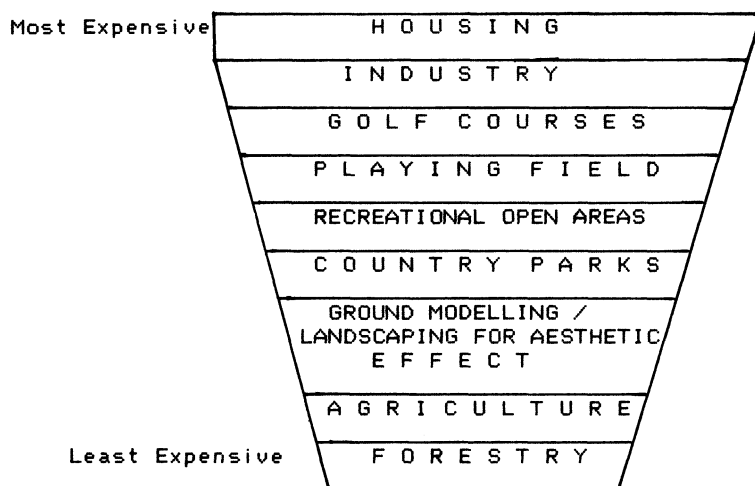 Most Expensive HOUSING
INDUSTRY
GOLF COURSES
PLAYING FIELD
RECREATIONAL OPEN AREAS
COUNTRY PARKS
GROUND MODELLING /
LANDSCAPING FOR AESTHETIC
EFFECT
AGRICULTURE
Least Expensive FORESTRY